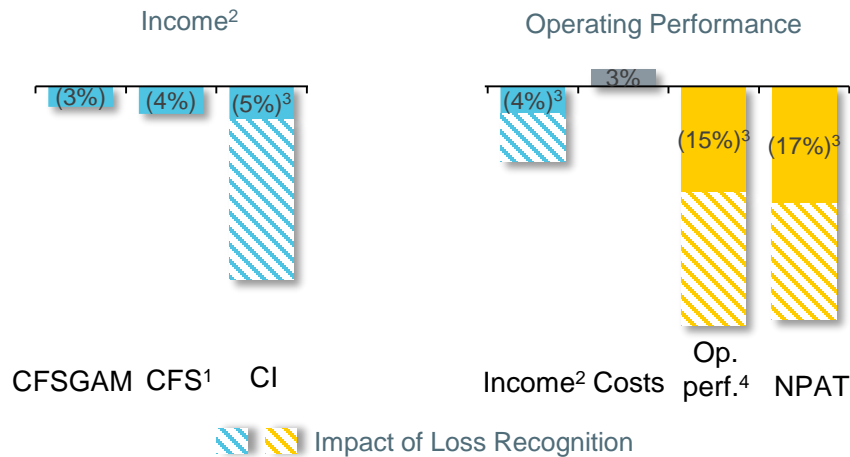 Income²
Operating Performance
(3%)
(4%)
(5%)³
(4%)³
3%
(15%)³
(17%)³
CFSGAM
CFS¹
CI
Income²
Costs
Op.
perf.⁴
NPAT
Impact of Loss Recognition